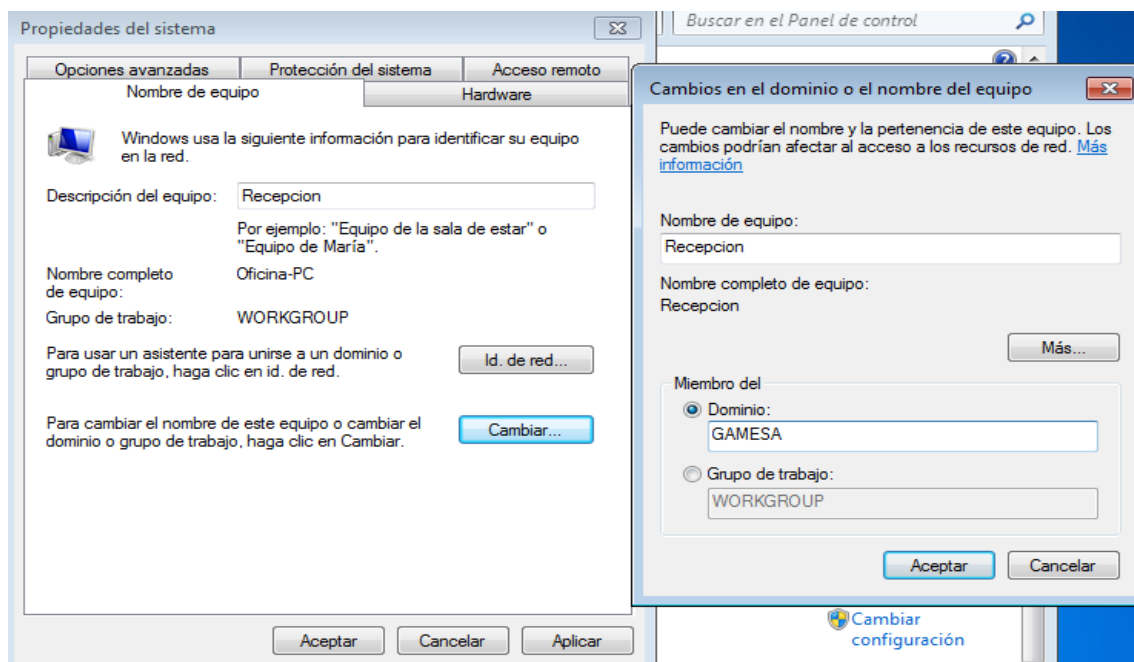 Propiedades del sistema
Opciones avanzadas
Protección del sistema
Acceso remoto
Nombre de equipo
Hardware
Windows usa la siguiente información para identificar su equipo
en la red.
Descripción del equipo:
Recepcion
Por ejemplo: "Equipo de la sala de estar" o
"Equipo de María".
Nombre completo
de equipo:
Oficina-PC
Grupo de trabajo:
WORKGROUP
Para usar un asistente para unirse a un dominio o
grupo de trabajo, haga clic en id. de red.
Id. de red...
Para cambiar el nombre de este equipo o cambiar el
dominio o grupo de trabajo, haga clic en Cambiar.
Cambiar...
Aceptar
Cancelar
Aplicar
Buscar en el Panel de control
Cambios en el dominio o el nombre del equipo
Puede cambiar el nombre y la pertenencia de este equipo. Los
cambios podrían afectar al acceso a los recursos de red. Más
información
Nombre de equipo:
Recepcion
Nombre completo de equipo:
Recepcion
Más...
Miembro del
Dominio:
GAMESA
Grupo de trabajo:
WORKGROUP
Aceptar
Cancelar
Cambiar
configuración